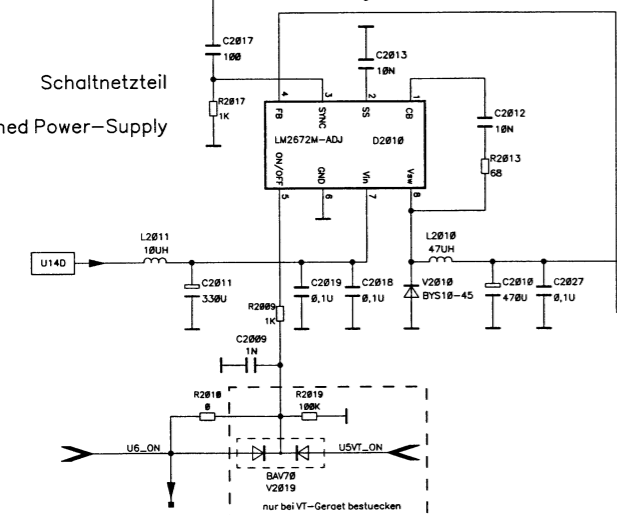 C2017
100
C2013
10N
Schaltnetzteil
R2017
1K
4
3
2
1
FB
SYNC
SS
CB
C2012
10N
ned Power-Supply
LM2672M-ADJ
D2010
R2013
68
ON/OFF
GND
Vin
Vsw
5
6
7
8
L2011
10UH
L2010
47UH
U14D
C2011
330U
C2019
0,1U
C2018
0,1U
V2010
BYS10-45
C2010
470U
C2027
0,1U
R2009
1K
C2009
1N
R2018
0
R2019
100K
U6_ON
U5VT_ON
BAV70
V2019
nur bei VT-Geraet bestuecken